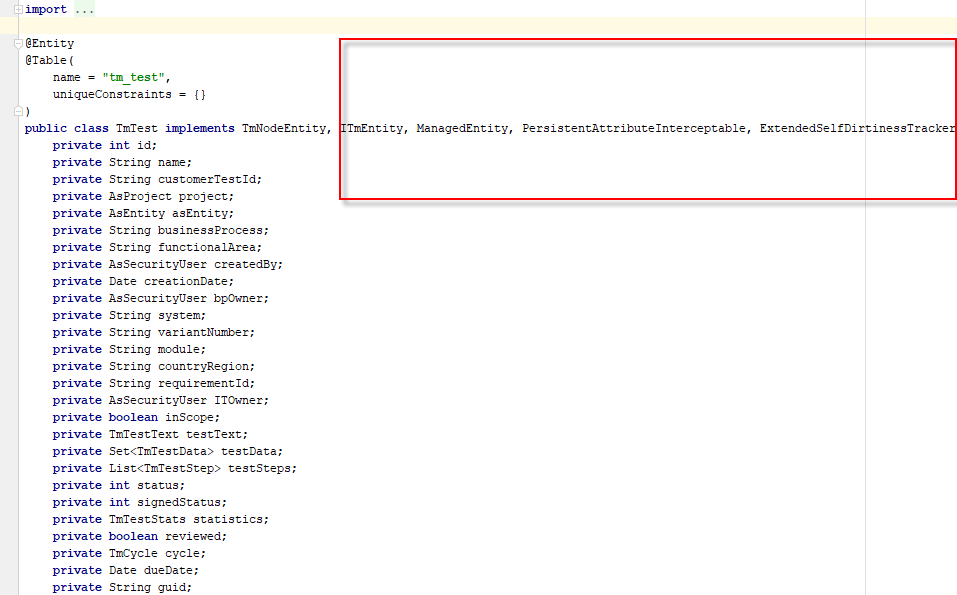 import ...
@Entity
@Table(
name = "tm_test",
uniqueConstraints = {}
)
public class TmTest implements TmNodeEntity, ITmEntity, ManagedEntity, PersistentAttributeInterceptable, ExtendedSelfDirtinessTracker
private int id;
private String name;
private String customerTestId;
private AsProject project;
private AsEntity asEntity;
private String businessProcess;
private String functionalArea;
private AsSecurityUser createdBy;
private Date creationDate;
private AsSecurityUser bpOwner;
private String system;
private String variantNumber;
private String module;
private String countryRegion;
private String requirementId;
private AsSecurityUser ITOwner;
private boolean inScope;
private TmTestText testText;
private Set<TmTestData> testData;
private List<TmTestStep> testSteps;
private int status;
private int signedStatus;
private TmTestStats statistics;
private boolean reviewed;
private TmCycle cycle;
private Date dueDate;
private String guid;